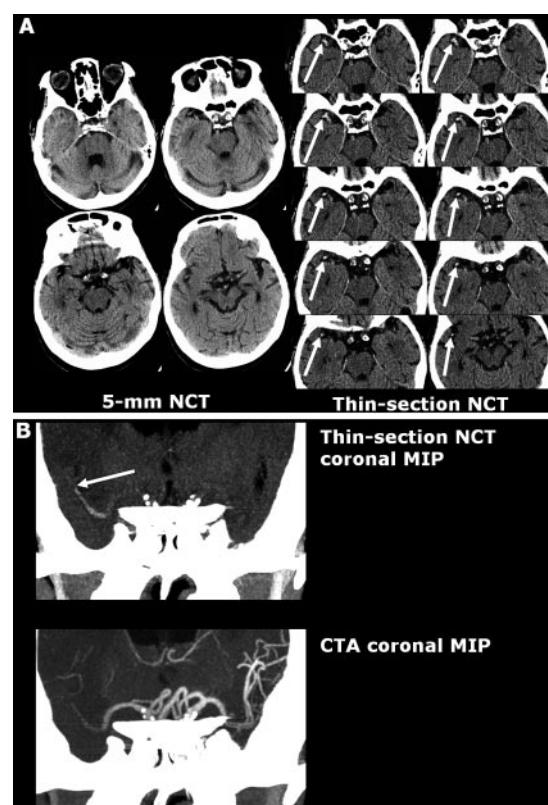 A
5-mm NCT
Thin-section NCT
B
Thin-section NCT
coronal MIP
CTA coronal MIP